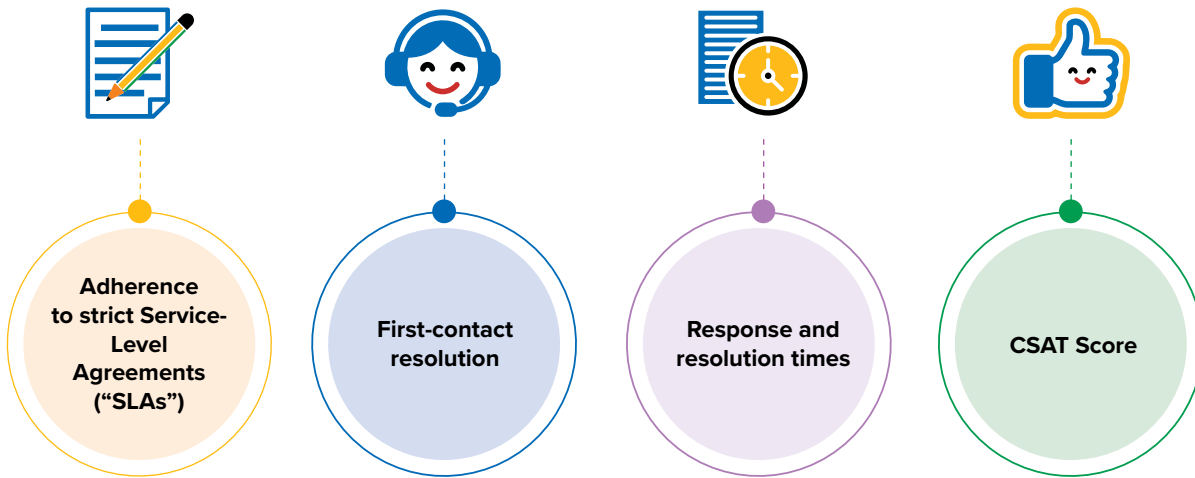 Adherence
to strict Service-
Level
Agreements
(“SLAs”)
First-contact
resolution
Response and
resolution times
CSAT Score